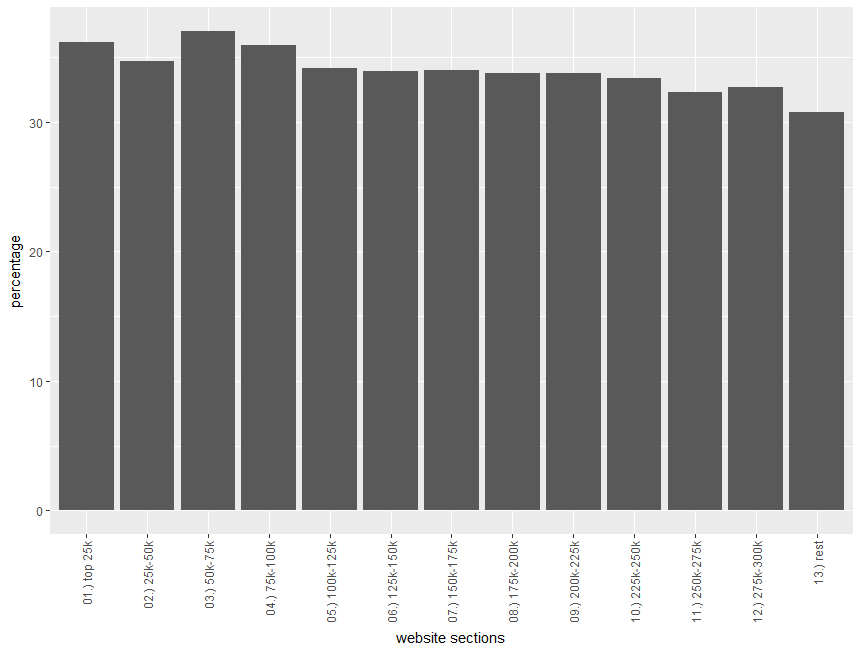 percentage
30
20
10
0
01.) top 25k
02.) 25k-50k
03.) 50k-75k
04.) 75k-100k
05.) 100k-125k
06.) 125k-150k
07.) 150k-175k
08.) 175k-200k
09.) 200k-225k
10.) 225k-250k
11.) 250k-275k
12.) 275k-300k
13.) rest
website sections